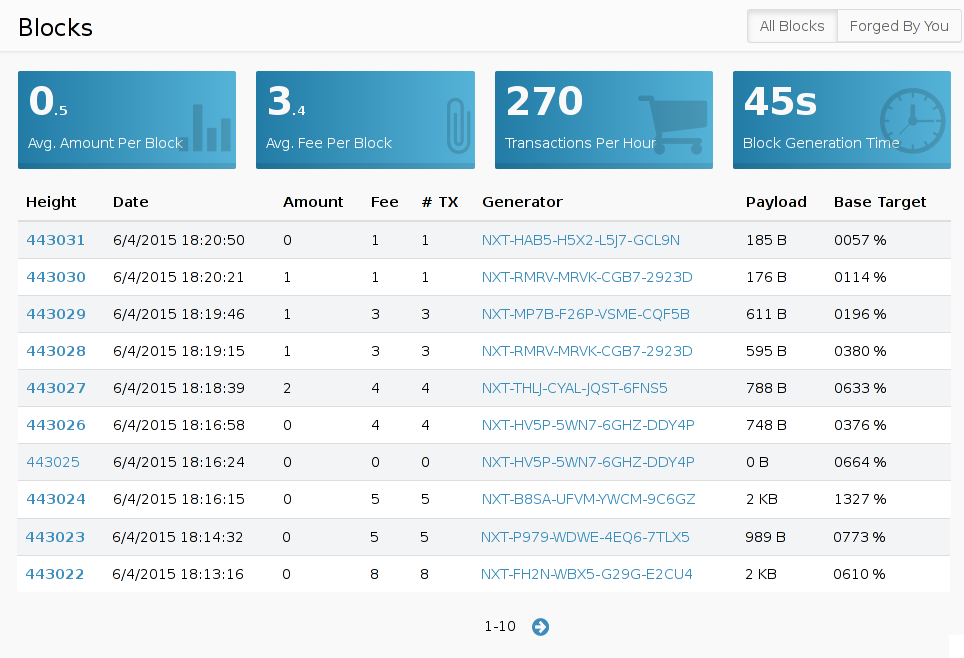 Blocks
All Blocks Forged By You
0.5 3.4 270 45s
Avg. Amount Per Block Avg. Fee Per Block Transactions Per Hour Block Generation Time
Height Date Amount Fee # TX Generator Payload Base Target
443031 6/4/2015 18:20:50 0 1 1 NXT-HAB5-H5X2-L5J7-GCL9N 185 B 0057 %
443030 6/4/2015 18:20:21 1 1 1 NXT-RMRV-MRVK-CGB7-2923D 176 B 0114 %
443029 6/4/2015 18:19:46 1 3 3 NXT-MP7B-F26P-VSME-CQF5B 611 B 0196 %
443028 6/4/2015 18:19:15 1 3 3 NXT-RMRV-MRVK-CGB7-2923D 595 B 0380 %
443027 6/4/2015 18:18:39 2 4 4 NXT-THLJ-CYAL-JQST-6FNS5 788 B 0633 %
443026 6/4/2015 18:16:58 0 4 4 NXT-HV5P-5WN7-6GHZ-DDY4P 748 B 0376 %
443025 6/4/2015 18:16:24 0 0 0 NXT-HV5P-5WN7-6GHZ-DDY4P 0 B 0664 %
443024 6/4/2015 18:16:15 0 5 5 NXT-B8SA-UFVM-YWCM-9C6GZ 2 KB 1327 %
443023 6/4/2015 18:14:32 0 5 5 NXT-P979-WDWE-4EQ6-7TLX5 989 B 0773 %
443022 6/4/2015 18:13:16 0 8 8 NXT-FH2N-WBX5-G29G-E2CU4 2 KB 0610 %
1-10